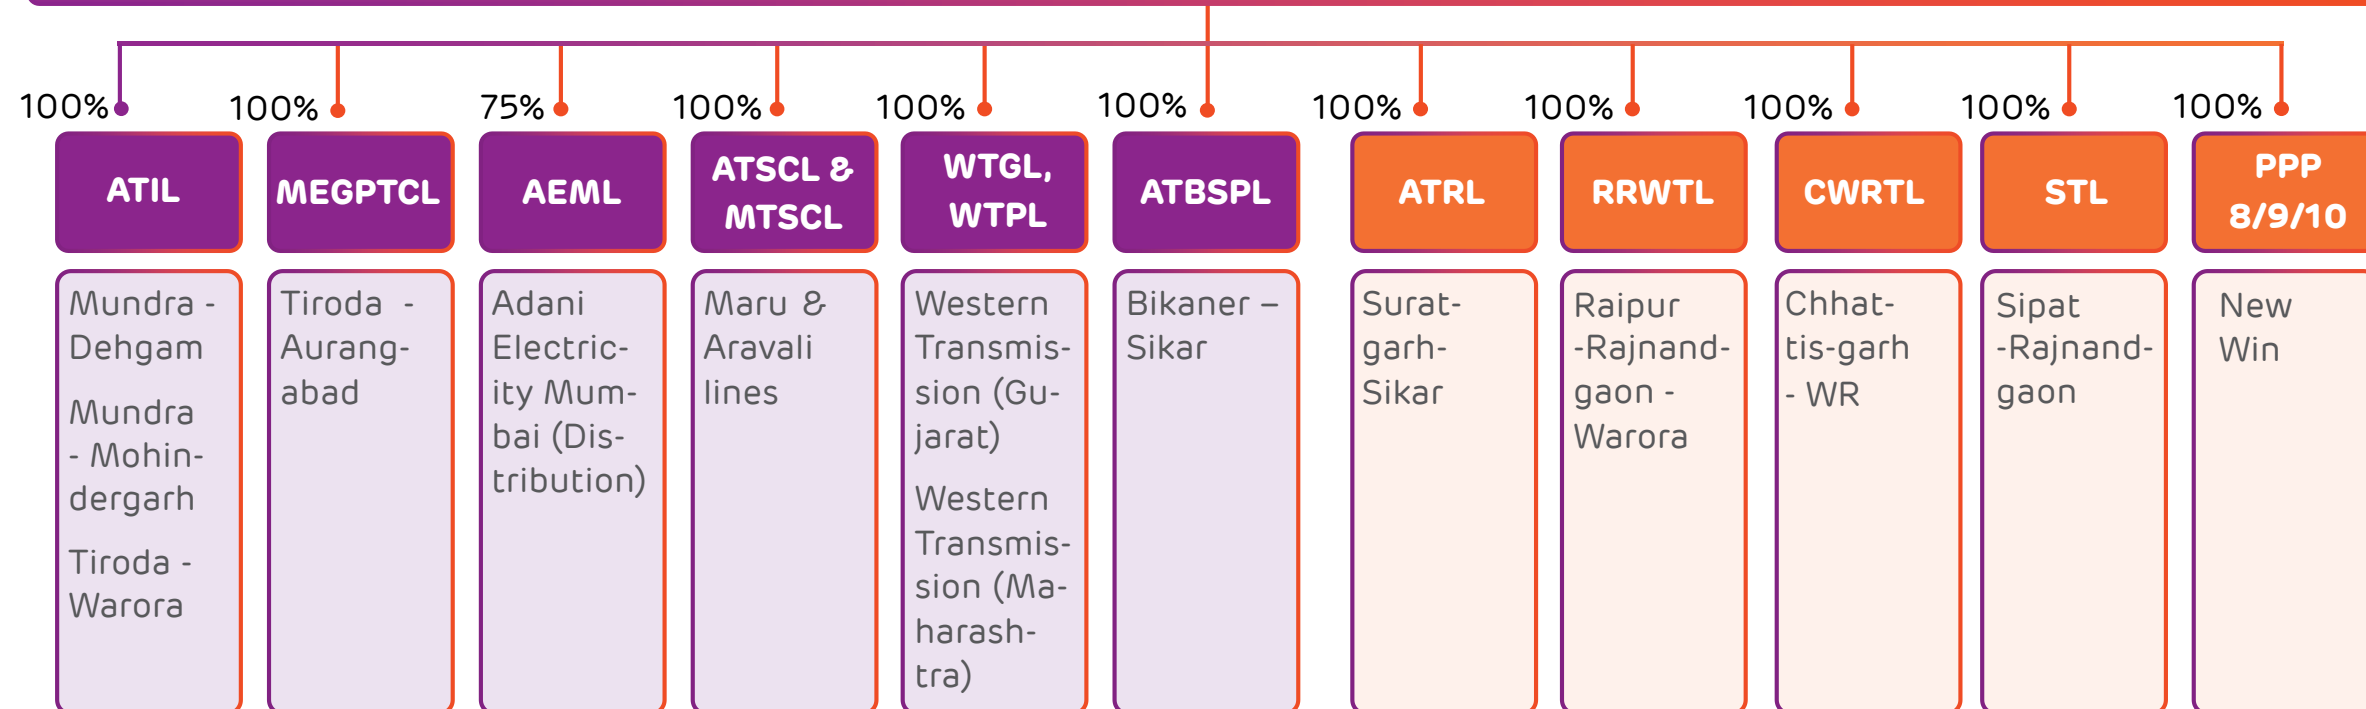 100%
100%
75%
100%
100%
100%
100%
100%
100%
100%
100%
ATIL
MEGPTCL
AEML
ATSCL &
MTSCL
WTGL,
WTPL
ATBSPL
ATRL
RRWTL
CWRTL
STL
PPP
8/9/10
Mundra -
Dehgam
Mundra
- Mohin-
dergarh
Tiroda -
Warora
Tiroda -
Aurang-
abad
Adani
Electric-
ity Mum-
bai (Dis-
tribution)
Maru &
Aravali
lines
Western
Transmis-
sion (Gu-
jarat)
Western
Transmis-
sion (Ma-
harash-
tra)
Bikaner –
Sikar
Surat-
garh-
Sikar
Raipur
-Rajnand-
gaon -
Warora
Chhat-
tis-garh
- WR
Sipat
-Rajnand-
gaon
New
Win